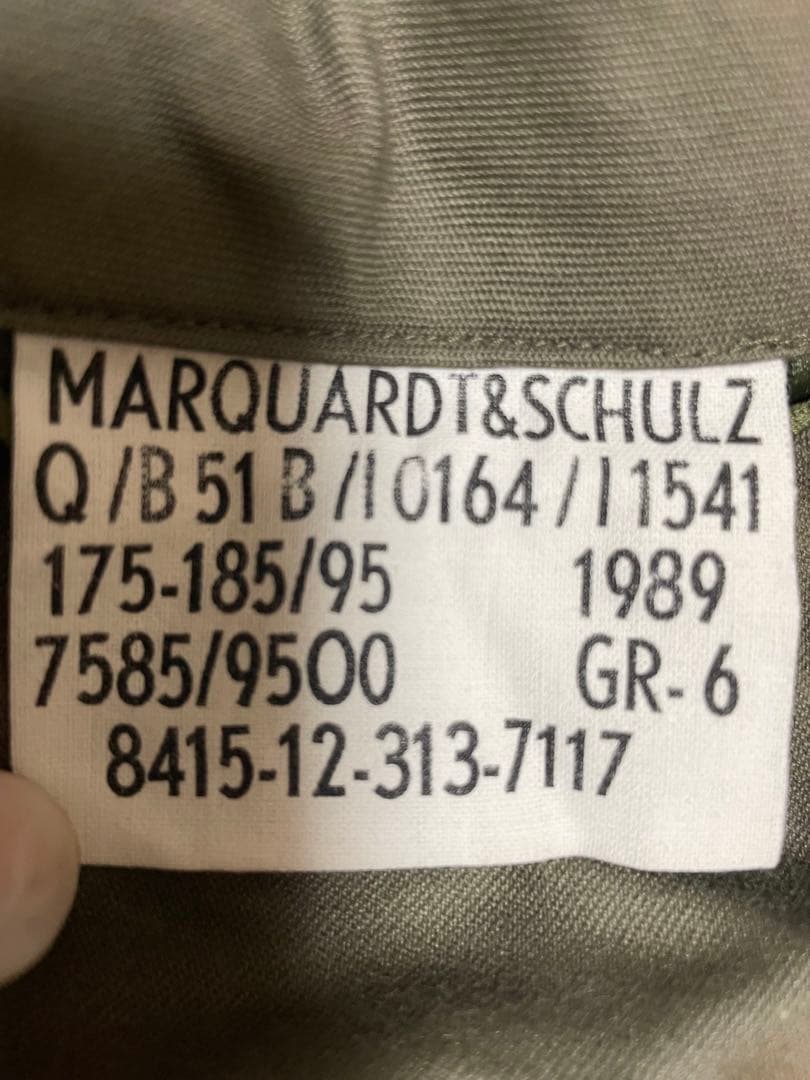 MARQUARDT&SCHULZ
Q/B 51 B/I 0164/I 1541
175-185/95 1989
7585/9500 GR-6
8415-12-313-7117